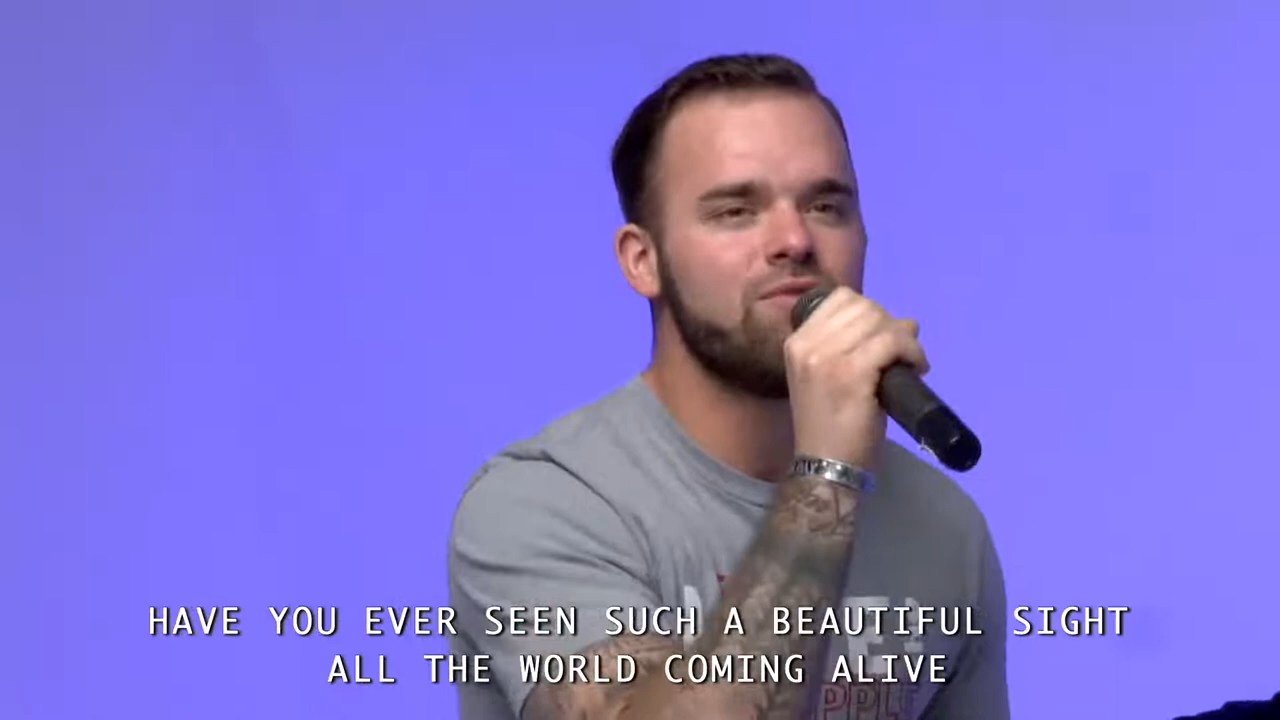 HAVE YOU EVER SEEN SUCH A BEAUTIFUL SIGHT
ALL THE WORLD COMING ALIVE